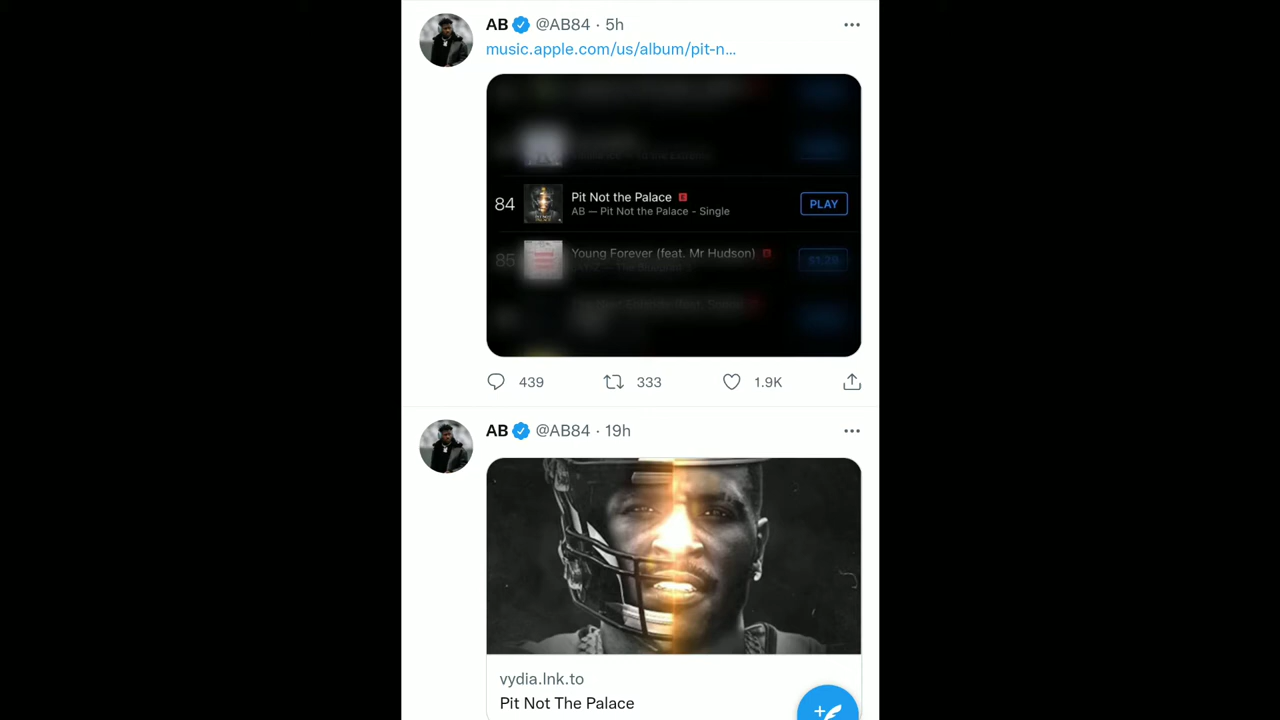 AB @AB84 · 5h
music.apple.com/us/album/pit-n…
84 Pit Not the Palace E PLAY
AB — Pit Not the Palace - Single
85 Young Forever (feat. Mr Hudson) E $1.29
439 333 1.9K
AB @AB84 · 19h
vydia.lnk.to
Pit Not The Palace